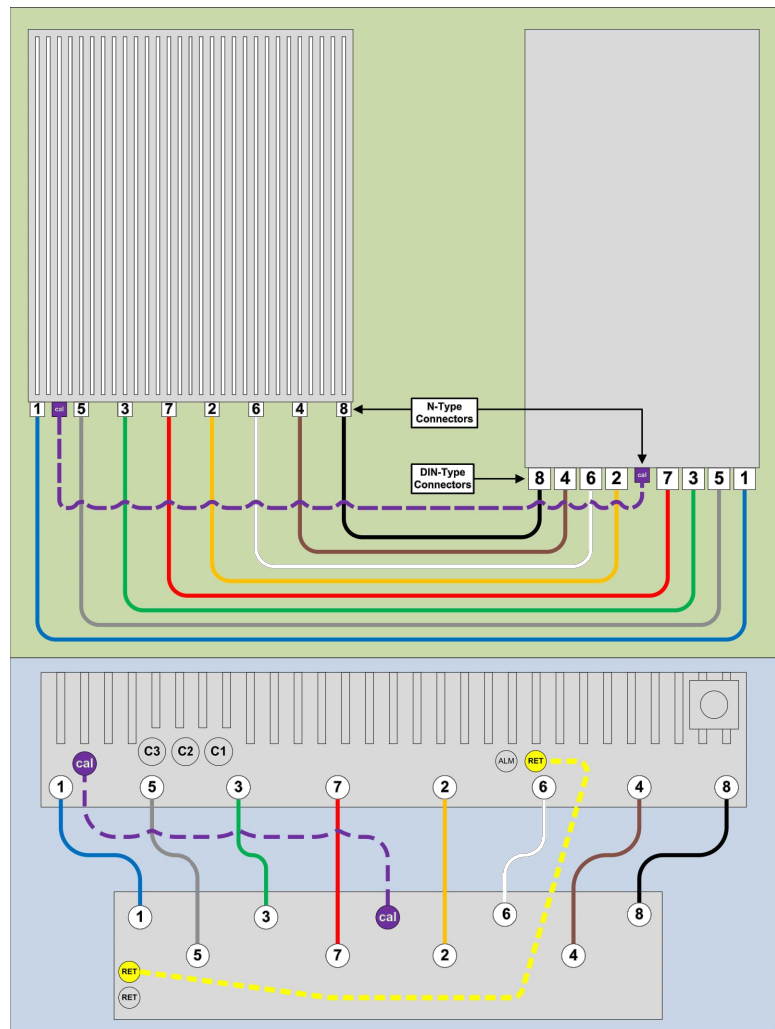 1 cal 5 3 7 2 6 4 8
N-Type
Connectors
DIN-Type
Connectors
8 4 6 2 cal 7 3 5 1
C3 C2 C1
ALM RET
cal
1 5 3 7 2 6 4 8
1 3 cal 6 8
5 7 2 4
RET
RET